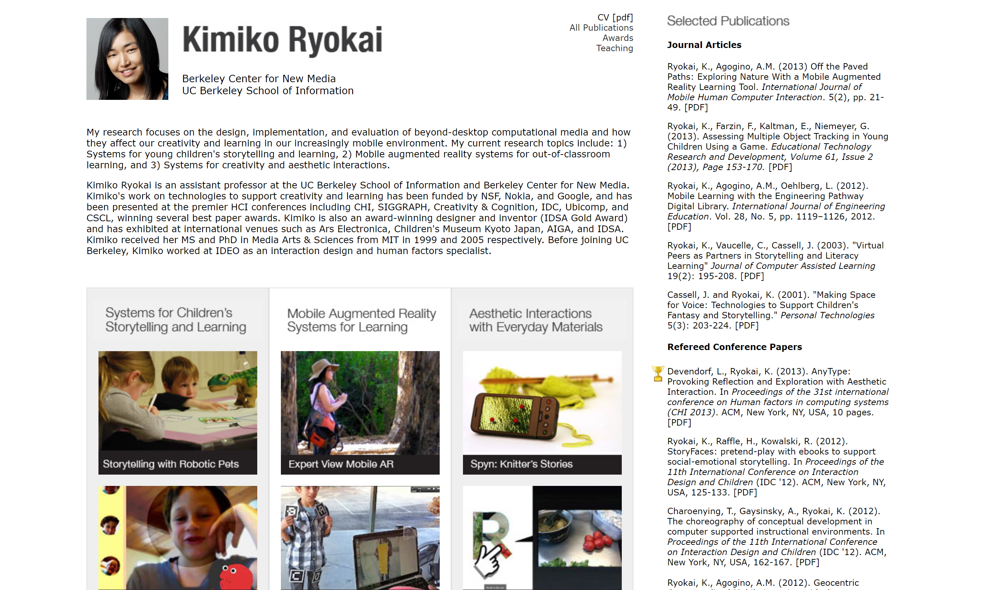 Kimiko Ryokai
Berkeley Center for New Media
UC Berkeley School of Information
CV [pdf]
All Publications
Awards
Teaching
My research focuses on the design, implementation, and evaluation of beyond-desktop computational media and how
they affect our creativity and learning in our increasingly mobile environment. My current research topics include: 1)
Systems for young children's storytelling and learning, 2) Mobile augmented reality systems for out-of-classroom
learning, and 3) Systems for creativity and aesthetic interactions.
Kimiko Ryokai is an assistant professor at the UC Berkeley School of Information and Berkeley Center for New Media.
Kimiko's work on technologies to support creativity and learning has been funded by NSF, Nokia, and Google, and has
been presented at the premier HCI conferences including CHI, SIGGRAPH, Creativity & Cognition, IDC, Ubicomp, and
CSCL, winning several best paper awards. Kimiko is also an award-winning designer and inventor (IDSA Gold Award)
and has exhibited at international venues such as Ars Electronica, Children's Museum Kyoto Japan, AIGA, and IDSA.
Kimiko received her MS and PhD in Media Arts & Sciences from MIT in 1999 and 2005 respectively. Before joining UC
Berkeley, Kimiko worked at IDEO as an interaction design and human factors specialist.
Systems for Children's
Storytelling and Learning
Storytelling with Robotic Pets
Mobile Augmented Reality
Systems for Learning
Expert View Mobile AR
Aesthetic Interactions
with Everyday Materials
Spyn: Knitter's Stories
Selected Publications
Journal Articles
Ryokai, K., Agogino, A.M. (2013) Off the Paved
Paths: Exploring Nature With a Mobile Augmented
Reality Learning Tool. International Journal of
Mobile Human Computer Interaction. 5(2), pp. 21-
49. [PDF]
Ryokai, K., Farzin, F., Kaltman, E., Niemeyer, G.
(2013). Assessing Multiple Object Tracking in Young
Children Using a Game. Educational Technology
Research and Development, Volume 61, Issue 2
(2013), Page 153-170. [PDF]
Ryokai, K., Agogino, A.M., Oehlberg, L. (2012).
Mobile Learning with the Engineering Pathway
Digital Library. International Journal of Engineering
Education. Vol. 28, No. 5, pp. 1119–1126, 2012.
[PDF]
Ryokai, K., Vaucelle, C., Cassell, J. (2003). "Virtual
Peers as Partners in Storytelling and Literacy
Learning" Journal of Computer Assisted Learning
19(2): 195-208. [PDF]
Cassell, J. and Ryokai, K. (2001). "Making Space
for Voice: Technologies to Support Children's
Fantasy and Storytelling." Personal Technologies
5(3): 203-224. [PDF]
Refereed Conference Papers
Devendorf, L., Ryokai, K. (2013). AnyType:
Provoking Reflection and Exploration with Aesthetic
Interaction. In Proceedings of the 31st international
conference on Human factors in computing systems
(CHI 2013). ACM, New York, NY, USA, 10 pages.
[PDF]
Ryokai, K., Raffle, H., Kowalski, R. (2012).
StoryFaces: pretend-play with ebooks to support
social-emotional storytelling. In Proceedings of the
11th International Conference on Interaction
Design and Children (IDC '12). ACM, New York, NY,
USA, 125-133. [PDF]
Charoenying, T., Gaysinsky, A., Ryokai, K. (2012).
The choreography of conceptual development in
computer supported instructional environments. In
Proceedings of the 11th International Conference
on Interaction Design and Children (IDC '12). ACM,
New York, NY, USA, 162-167. [PDF]
Ryokai, K., Agogino, A.M. (2012). Geocentric